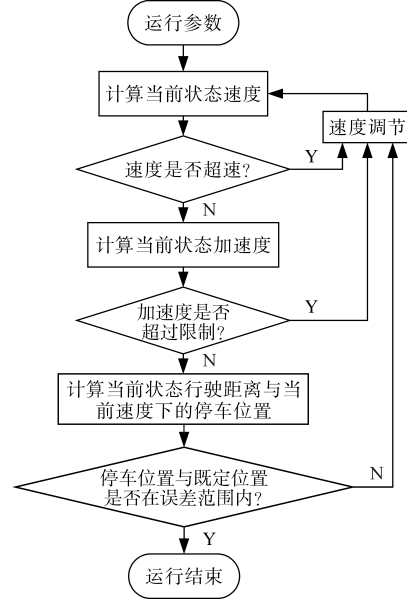 运行参数
计算当前状态速度
速度调节
速度是否超速?
Y
N
计算当前状态加速度
加速度是否
超过限制?
Y
N
计算当前状态行驶距离与当
前速度下的停车位置
停车位置与既定位置
是否在误差范围内?
N
Y
运行结束